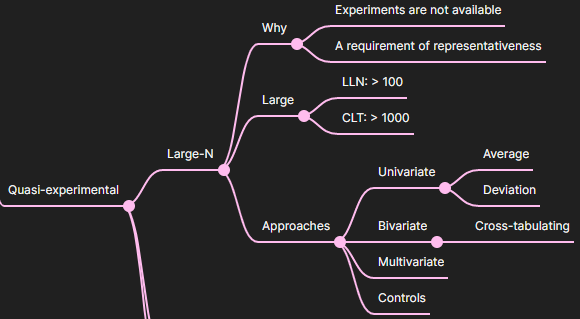 Experiments are not available
Why
A requirement of representativeness
LLN: > 100
Large
CLT: > 1000
Large-N
Average
Univariate
Quasi-experimental
Deviation
Approaches
Bivariate
Cross-tabulating
Multivariate
Controls